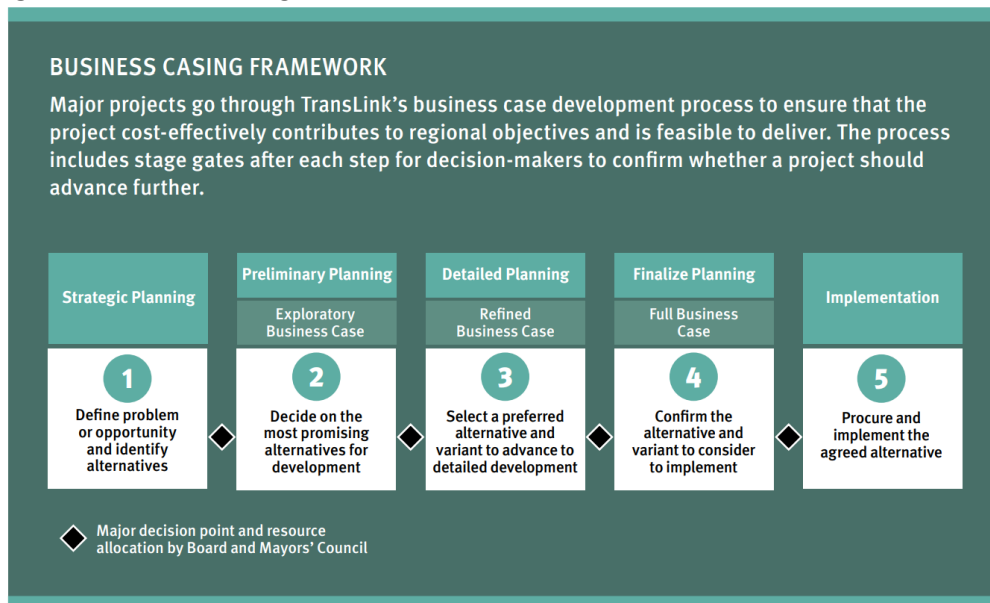 BUSINESS CASING FRAMEWORK
Major projects go through TransLink's business case development process to ensure that the
project cost-effectively contributes to regional objectives and is feasible to deliver. The process
includes stage gates after each step for decision-makers to confirm whether a project should
advance further.
Strategic Planning
1
Define problem
or opportunity
and identify
alternatives
Preliminary Planning
Exploratory
Business Case
2
Decide on the
most promising
alternatives for
development
Detailed Planning
Refined
Business Case
3
Select a preferred
alternative and
variant to advance to
detailed development
Finalize Planning
Full Business
Case
4
Confirm the
alternative and
variant to consider
to implement
Implementation
5
Procure and
implement the
agreed alternative
Major decision point and resource
allocation by Board and Mayors' Council